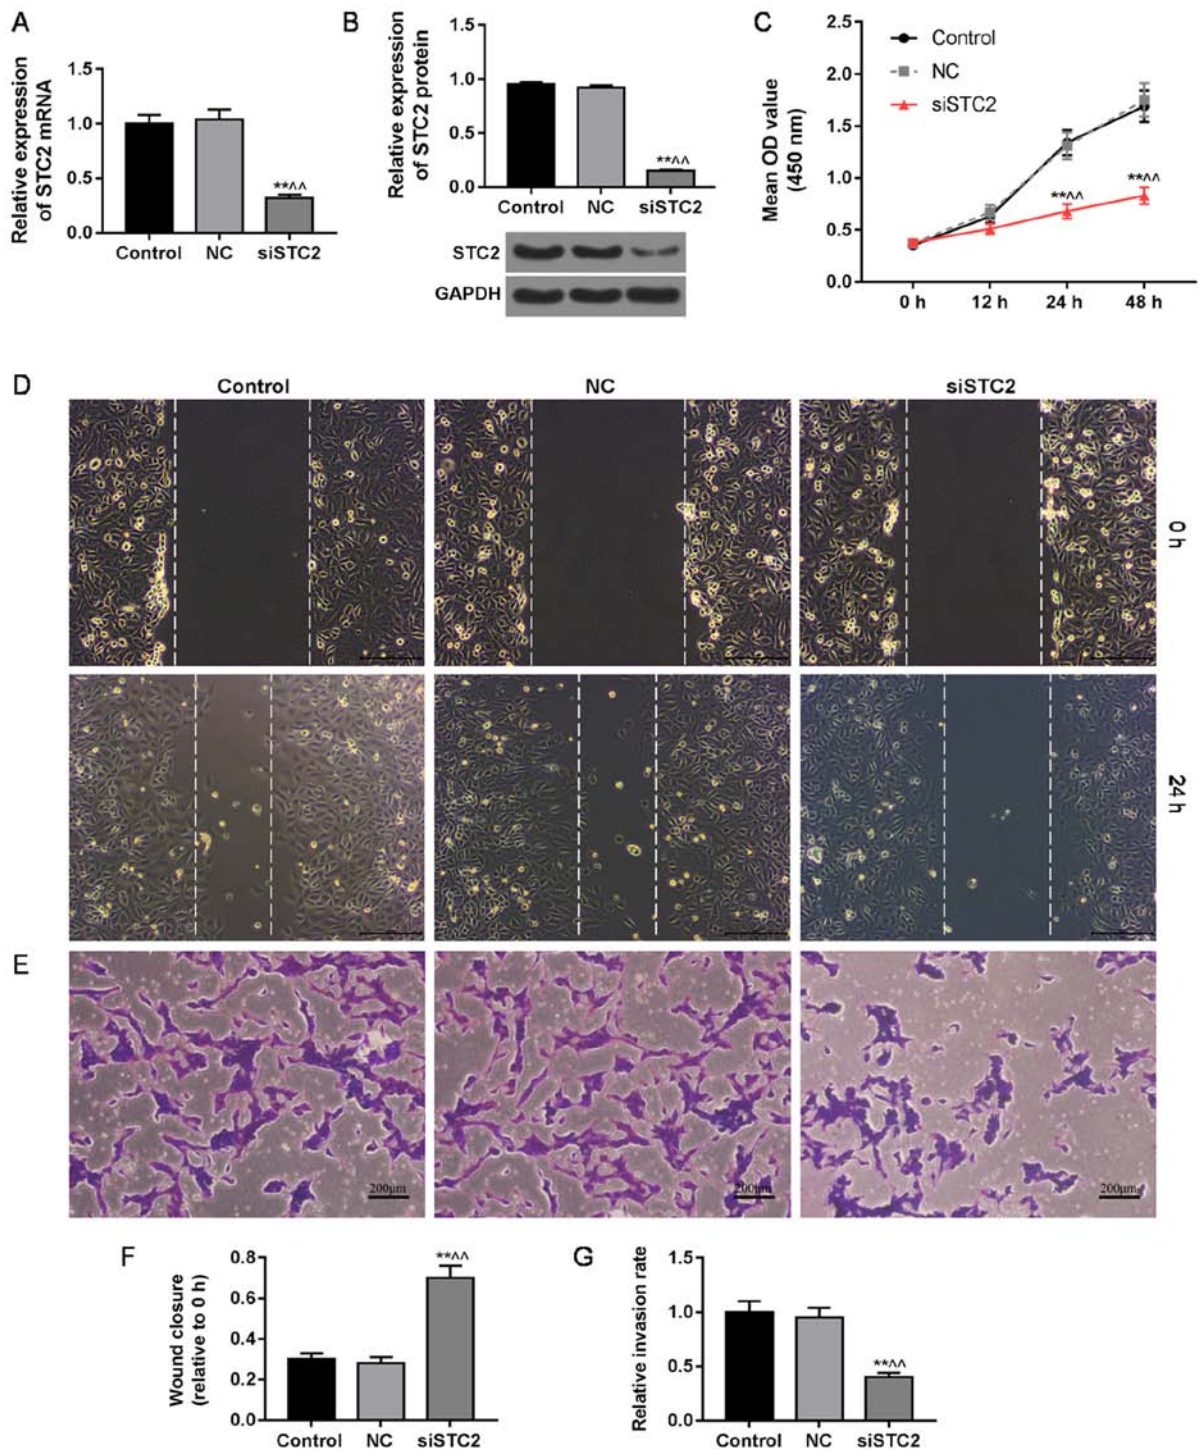 A
Relative expression
of STC2 mRNA
1.5
1.0
0.5
0.0
**^^
Control
NC
siSTC2
B
Relative expression
of STC2 protein
1.5
1.0
0.5
0.0
**^^
Control
NC
siSTC2
STC2
GAPDH
C
Mean OD value
(450 nm)
2.5
2.0
1.5
1.0
0.5
0.0
Control
NC
siSTC2
**^^
**^^
0 h
12 h
24 h
48 h
D
Control
NC
siSTC2
0 h
24 h
E
200μm
200μm
200μm
F
Wound closure
(relative to 0 h)
0.8
0.6
0.4
0.2
0.0
**^^
Control
NC
siSTC2
G
Relative invasion rate
1.5
1.0
0.5
0.0
**^^
Control
NC
siSTC2